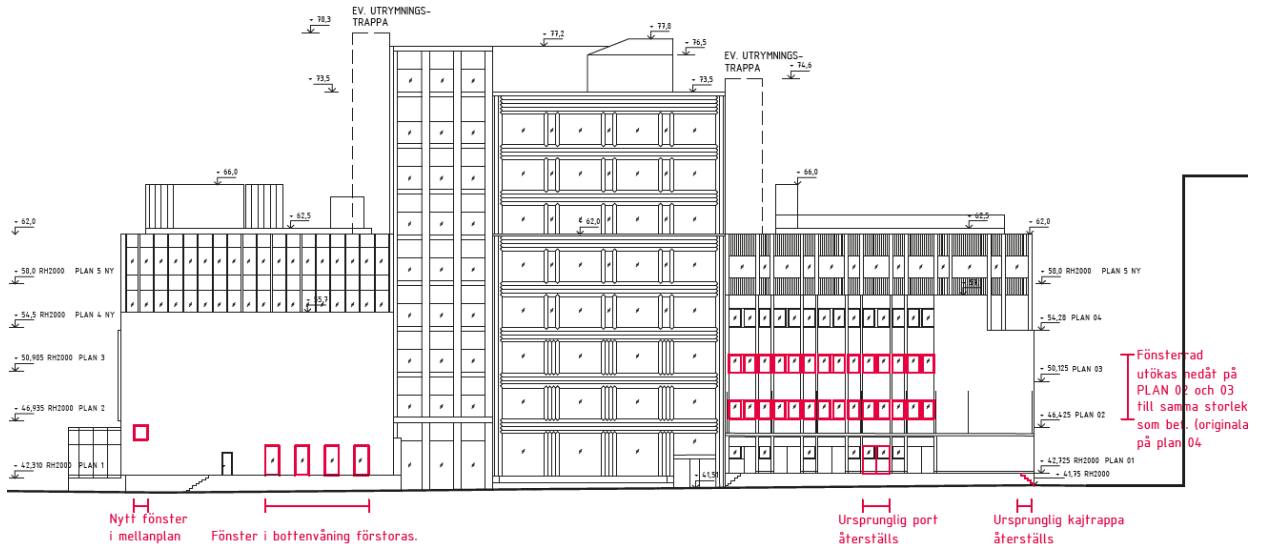 EV. UTRYMNINGS-
TRAPPA
+ 78,3
+ 77,8
+ 77,2
+ 76,5
EV. UTRYMNINGS-
TRAPPA
+ 74,6
+ 73,5
+ 73,5
+ 66,0
+ 66,0
+ 62,0
+ 62,5
+ 62,0
+ 62,5
+ 62,0
+ 58,0 RH2000 PLAN 5 NY
+ 58,0 RH2000 PLAN 5 NY
+ 55,7
+ 54,5 RH2000 PLAN 4 NY
+ 54,28 PLAN 04
+ 50,985 RH2000 PLAN 3
+ 50,125 PLAN 03
Fönsterrad
utökas nedåt på
PLAN 02 och 03
till samma storlek
som bef. (originala
på plan 04
+ 46,935 RH2000 PLAN 2
+ 46,425 PLAN 02
+ 42,310 RH2000 PLAN 1
+ 42,725 RH2000 PLAN 01
+ 41,75 RH2000
+ 41,51
Nytt fönster
i mellanplan
Fönster i bottenvåning förstoras.
Ursprunglig port
återställs
Ursprunglig kajtrappa
återställs